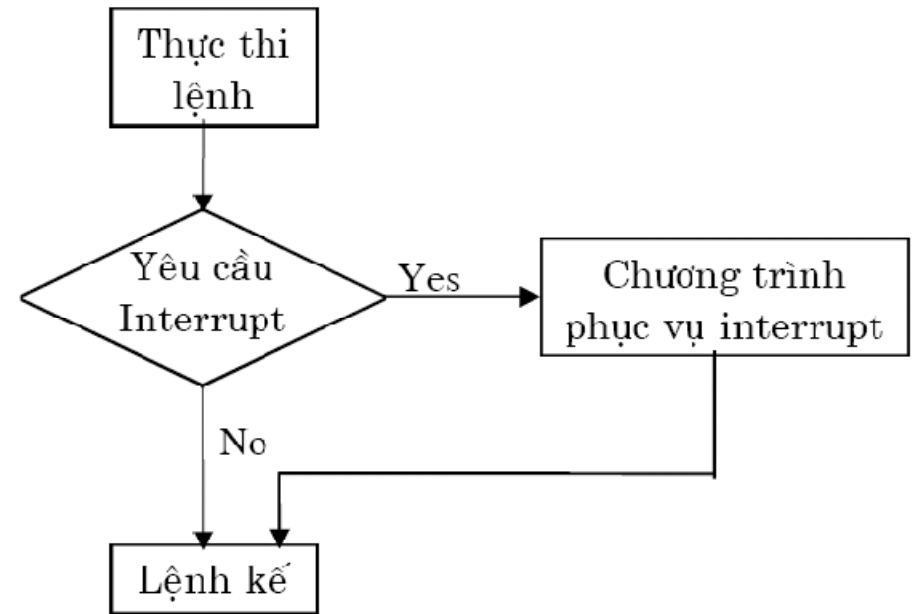 Thực thi
lệnh
Yêu cầu
Interrupt
Yes
Chương trình
phục vụ interrupt
No
Lệnh kế